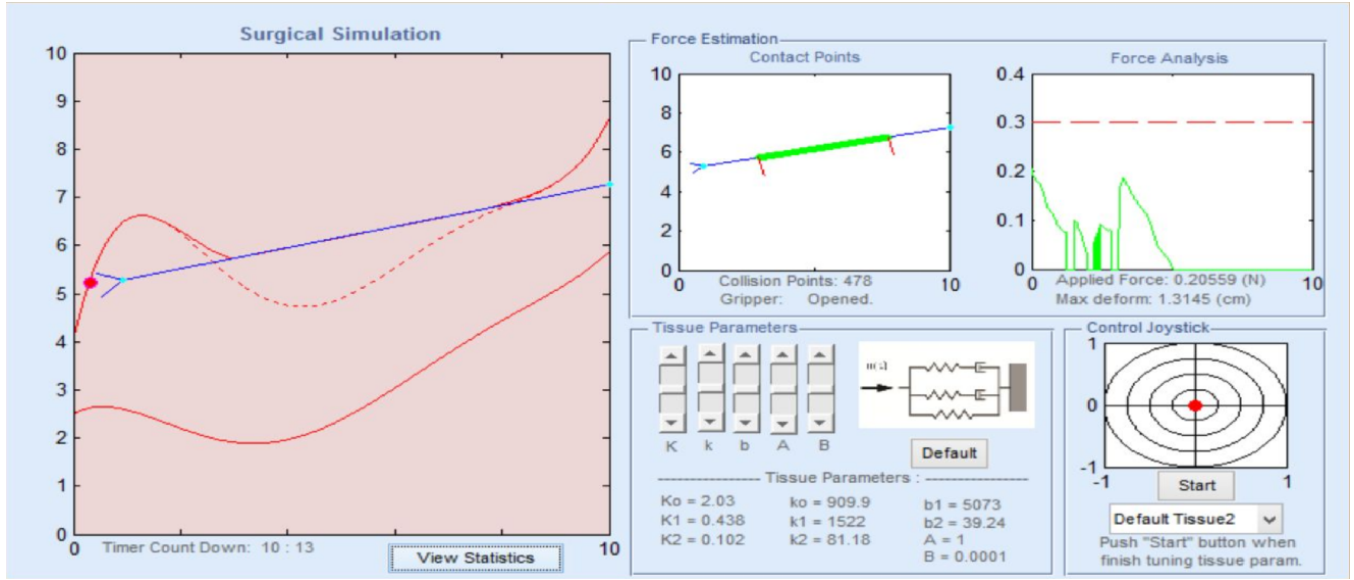 Surgical Simulation
10
9
8
7
6
5
4
3
2
1
0
0
10
Timer Count Down: 10 : 13
View Statistics
Force Estimation
Contact Points
10
8
6
4
2
0
0
10
Collision Points: 478
Gripper: Opened.
Force Analysis
0.4
0.3
0.2
0.1
0
0
10
Applied Force: 0.20559 (N)
Max deform: 1.3145 (cm)
Tissue Parameters
K k b A B
Default
---------------- Tissue Parameters : ----------------
Ko = 2.03 ko = 909.9 b1 = 5073
K1 = 0.438 k1 = 1522 b2 = 39.24
K2 = 0.102 k2 = 81.18 A = 1
B = 0.0001
Control Joystick
1
0
-1
-1
1
Start
Default Tissue2
Push "Start" button when
finish tuning tissue param.